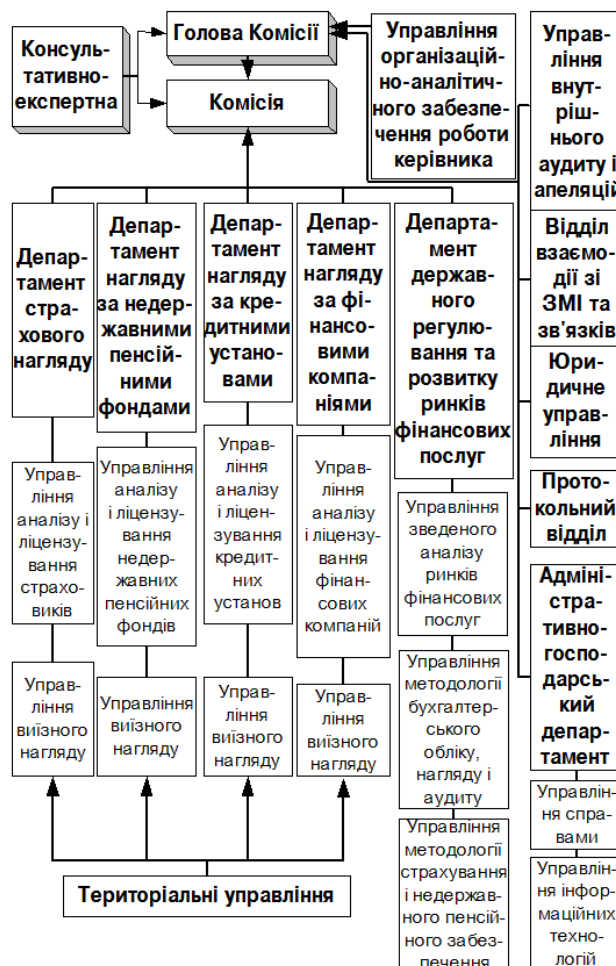 Консуль-
тативно-
експертна
Голова Комісії
Комісія
Управління
організацій-
но-аналітич-
ного забезпе-
чення роботи
керівника
Управ-
ління
внут-
ріш-
нього
аудиту і
апеляцій
Відділ
взаємо-
дії зі
ЗМІ та
зв'язків
Юри-
дичне
управ-
ління
Прото-
кольний
відділ
Адміні-
стра-
тивно-
госпо-
дарсь-
кий
депар-
тамент
Управлін-
ня спра-
вами
Управлін-
ня інфор-
маційних
техно-
логій
Депар-
тамент
стра-
хового
нагляду
Управ-
ління
аналізу і
ліцензу-
вання
страхо-
виків
Управ-
ління
виїзного
нагляду
Депар-
тамент
нагляду
за недер-
жавними
пенсій-
ними
фондами
Управління
аналізу
і ліцензу-
вання
недер-
жавних
пенсійних
фондів
Управління
виїзного
нагляду
Депар-
тамент
нагляду
за кре-
дитними
устано-
вами
Управління
аналізу
і ліцен-
зування
кредит-
них
установ
Управ-
ління
виїзного
нагляду
Депар-
тамент
нагляду
за фі-
нансо-
вими
компа-
ніями
Управ-
ління
аналізу
і ліцензу-
вання
фінан-
сових
компаній
Управ-
ління
виїзного
нагляду
Департа-
мент
держав-
ного
регулю-
вання та
розвитку
ринків
фінансових
послуг
Управління
зведеного
аналізу
ринків
фінансових
послуг
Управління
методології
бухгалтер-
ського
обліку,
нагляду і
аудиту
Управління
методології
страхування
і недержав-
ного пенсій-
ного забез-
печення
Територіальні управління